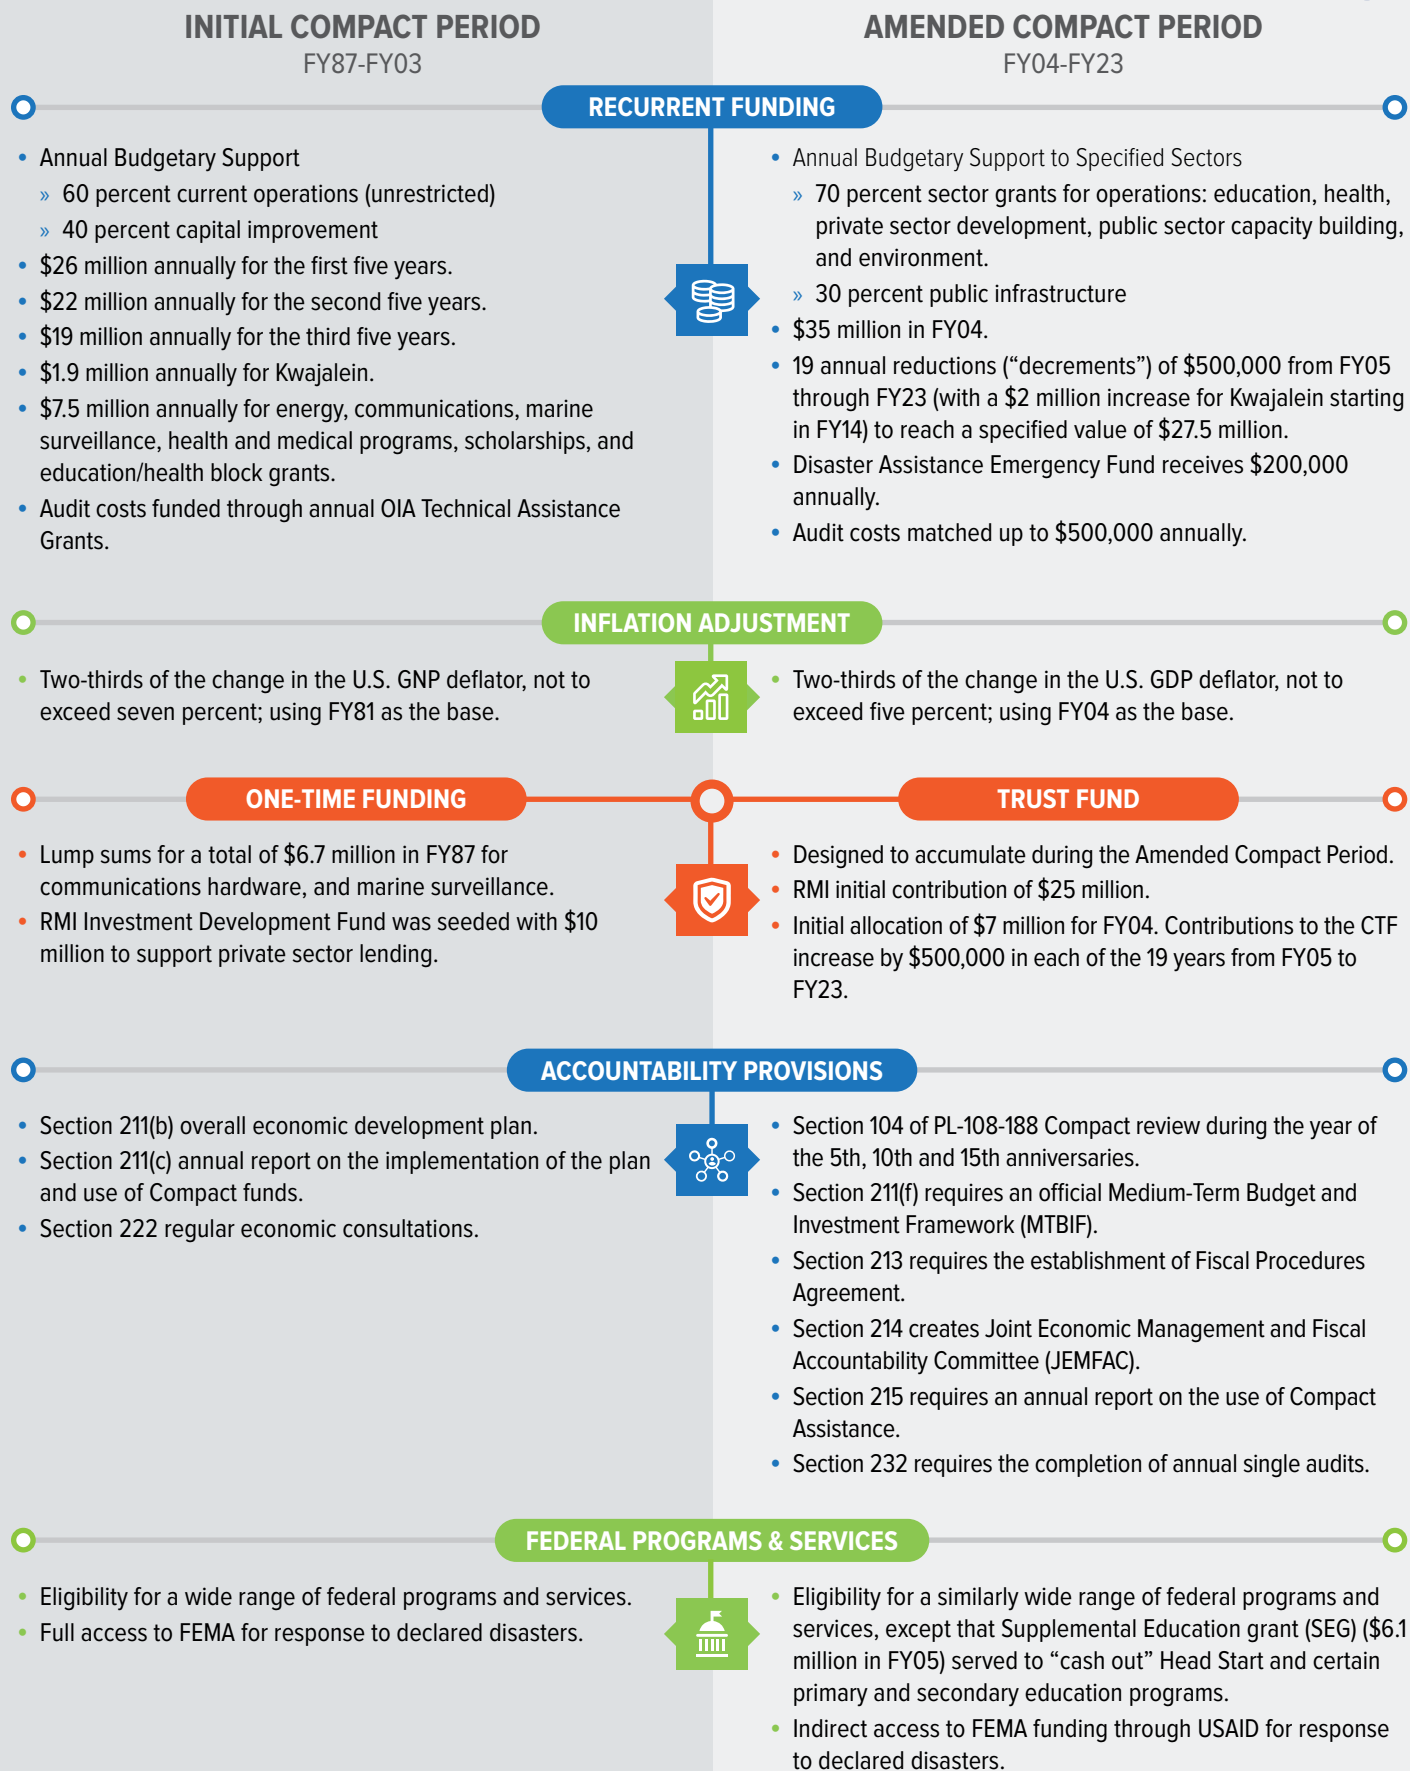 INITIAL COMPACT PERIOD
FY87-FY03
AMENDED COMPACT PERIOD
FY04-FY23
RECURRENT FUNDING
• Annual Budgetary Support
» 60 percent current operations (unrestricted)
» 40 percent capital improvement
• $26 million annually for the first five years.
• $22 million annually for the second five years.
• $19 million annually for the third five years.
• $1.9 million annually for Kwajalein.
• $7.5 million annually for energy, communications, marine
surveillance, health and medical programs, scholarships, and
education/health block grants.
• Audit costs funded through annual OIA Technical Assistance
Grants.
• Annual Budgetary Support to Specified Sectors
» 70 percent sector grants for operations: education, health,
private sector development, public sector capacity building,
and environment.
» 30 percent public infrastructure
• $35 million in FY04.
• 19 annual reductions (“decrements”) of $500,000 from FY05
through FY23 (with a $2 million increase for Kwajalein starting
in FY14) to reach a specified value of $27.5 million.
• Disaster Assistance Emergency Fund receives $200,000
annually.
• Audit costs matched up to $500,000 annually.
INFLATION ADJUSTMENT
• Two-thirds of the change in the U.S. GNP deflator, not to
exceed seven percent; using FY81 as the base.
• Two-thirds of the change in the U.S. GDP deflator, not to
exceed five percent; using FY04 as the base.
ONE-TIME FUNDING
• Lump sums for a total of $6.7 million in FY87 for
communications hardware, and marine surveillance.
• RMI Investment Development Fund was seeded with $10
million to support private sector lending.
TRUST FUND
• Designed to accumulate during the Amended Compact Period.
• RMI initial contribution of $25 million.
• Initial allocation of $7 million for FY04. Contributions to the CTF
increase by $500,000 in each of the 19 years from FY05 to
FY23.
ACCOUNTABILITY PROVISIONS
• Section 211(b) overall economic development plan.
• Section 211(c) annual report on the implementation of the plan
and use of Compact funds.
• Section 222 regular economic consultations.
• Section 104 of PL-108-188 Compact review during the year of
the 5th, 10th and 15th anniversaries.
• Section 211(f) requires an official Medium-Term Budget and
Investment Framework (MTBIF).
• Section 213 requires the establishment of Fiscal Procedures
Agreement.
• Section 214 creates Joint Economic Management and Fiscal
Accountability Committee (JEMFAC).
• Section 215 requires an annual report on the use of Compact
Assistance.
• Section 232 requires the completion of annual single audits.
FEDERAL PROGRAMS & SERVICES
• Eligibility for a wide range of federal programs and services.
• Full access to FEMA for response to declared disasters.
• Eligibility for a similarly wide range of federal programs and
services, except that Supplemental Education grant (SEG) ($6.1
million in FY05) served to “cash out” Head Start and certain
primary and secondary education programs.
• Indirect access to FEMA funding through USAID for response
to declared disasters.